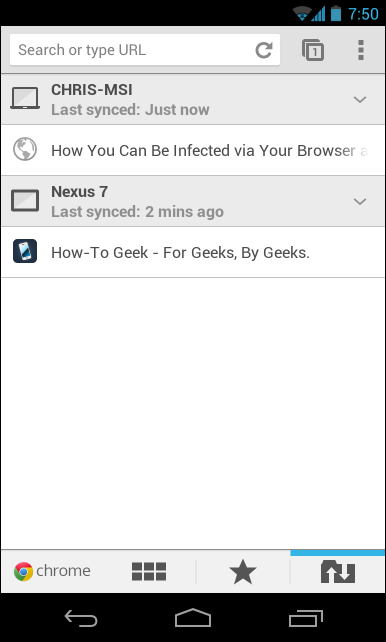 7:50
Search or type URL
1
CHRIS-MSI
Last synced: Just now
How You Can Be Infected via Your Browser a
Nexus 7
Last synced: 2 mins ago
How-To Geek - For Geeks, By Geeks.
chrome